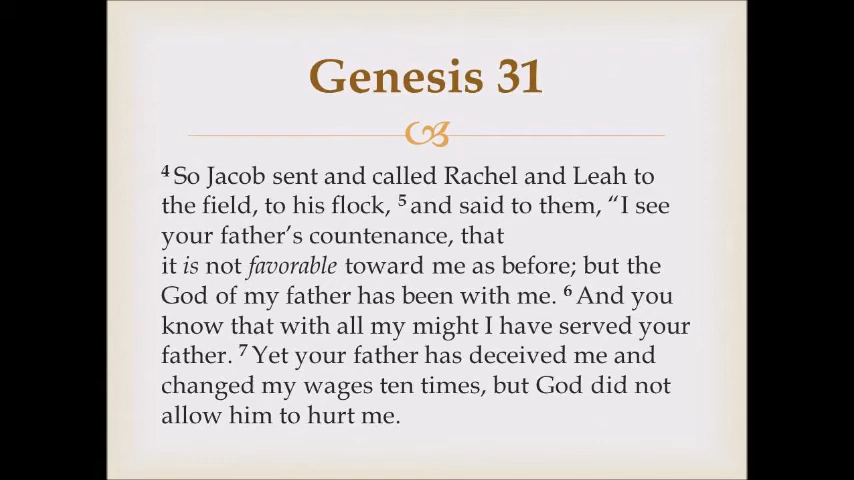 Genesis 31
⁴ So Jacob sent and called Rachel and Leah to
the field, to his flock, ⁵ and said to them, “I see
your father’s countenance, that
it is not favorable toward me as before; but the
God of my father has been with me. ⁶ And you
know that with all my might I have served your
father. ⁷ Yet your father has deceived me and
changed my wages ten times, but God did not
allow him to hurt me.